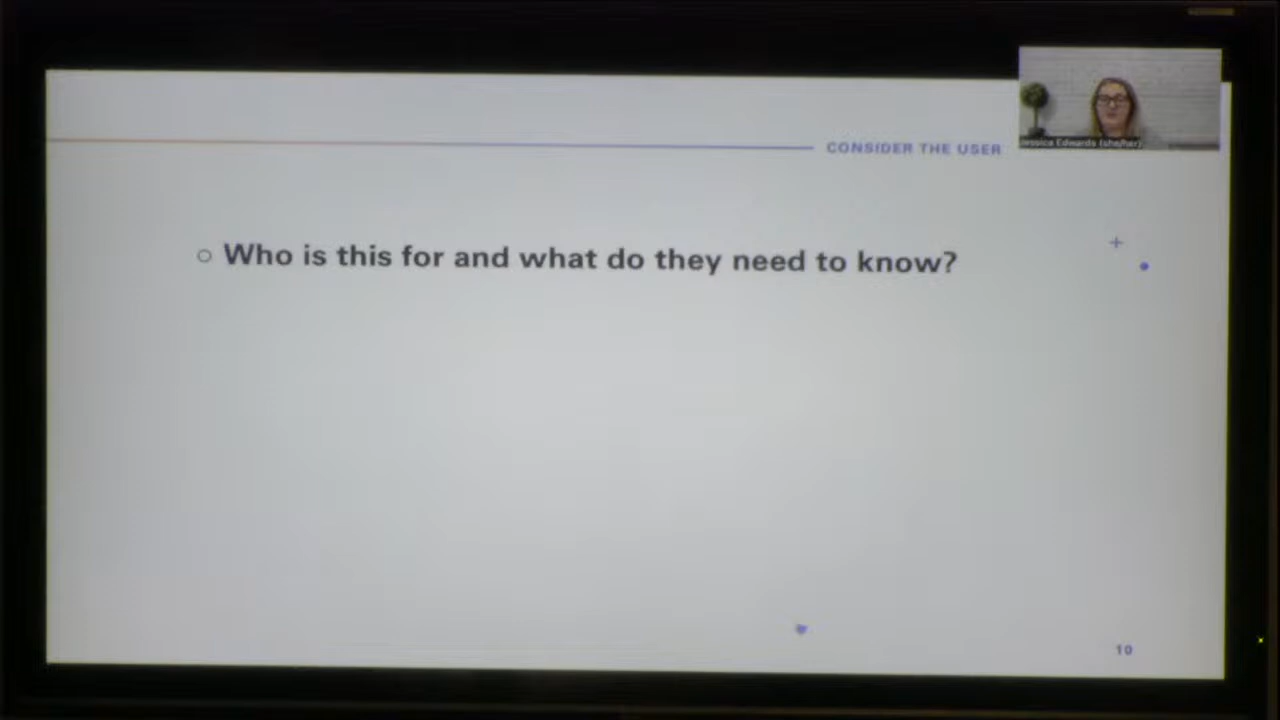 CONSIDER THE USER
Jessica Edwards (she/her)
○ Who is this for and what do they need to know?
10